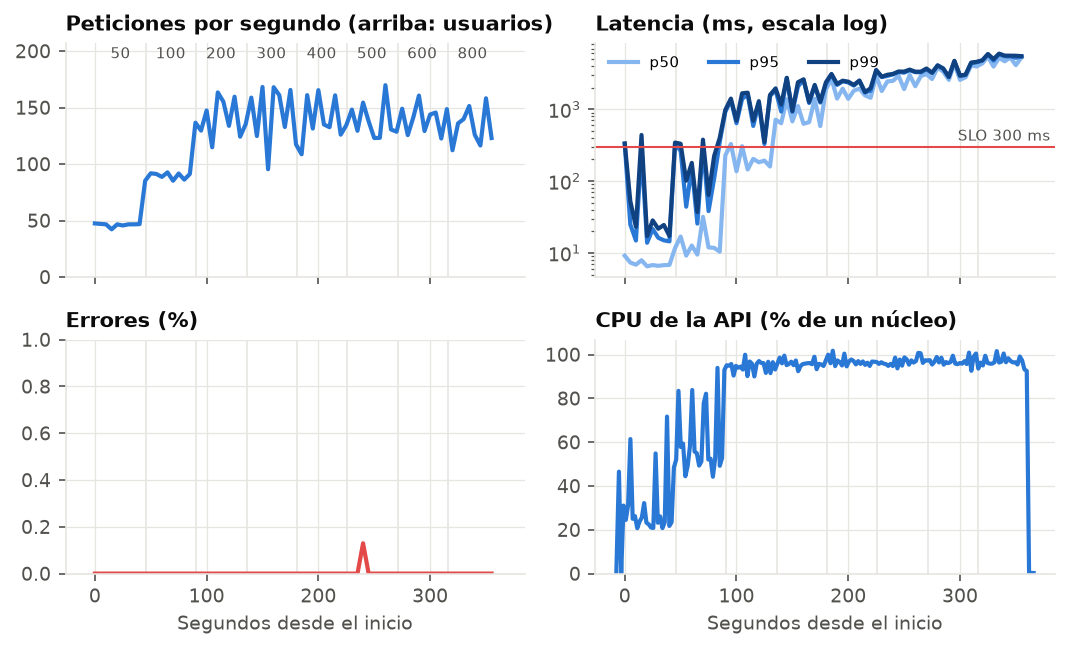 Peticiones por segundo (arriba: usuarios)
50 100 200 300 400 500 600 800
200
150
100
50
0
Latencia (ms, escala log)
p50 p95 p99
SLO 300 ms
10³
10²
10¹
Errores (%)
1.0
0.8
0.6
0.4
0.2
0.0
0 100 200 300
Segundos desde el inicio
CPU de la API (% de un núcleo)
100
80
60
40
20
0
0 100 200 300
Segundos desde el inicio